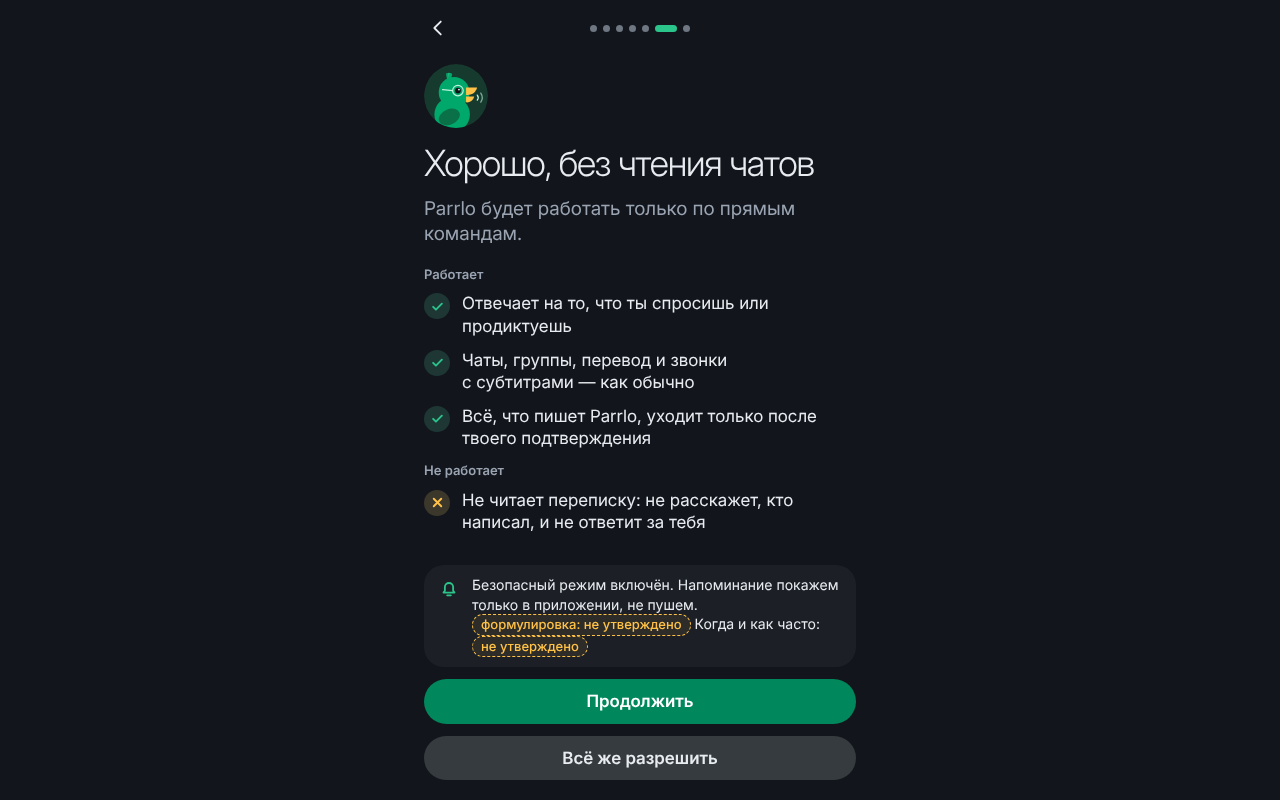 Хорошо, без чтения чатов
Parrlo будет работать только по прямым
командам.
Работает
Отвечает на то, что ты спросишь или
продиктуешь
Чаты, группы, перевод и звонки
с субтитрами — как обычно
Всё, что пишет Parrlo, уходит только после
твоего подтверждения
Не работает
Не читает переписку: не расскажет, кто
написал, и не ответит за тебя
Безопасный режим включён. Напоминание покажем
только в приложении, не пушем.
формулировка: не утверждено Когда и как часто:
не утверждено
Продолжить
Всё же разрешить